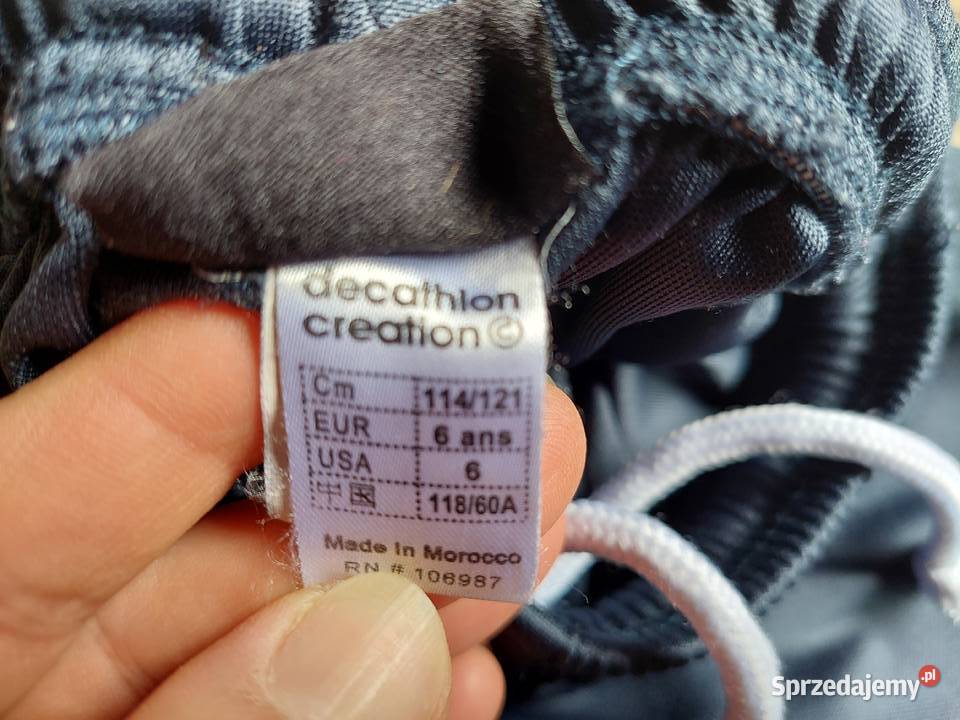 decathlon
creation©
Cm 114/121
EUR 6 ans
USA 6
中国 118/60A
Made in Morocco
RN # 106987
Sprzedajemy.pl